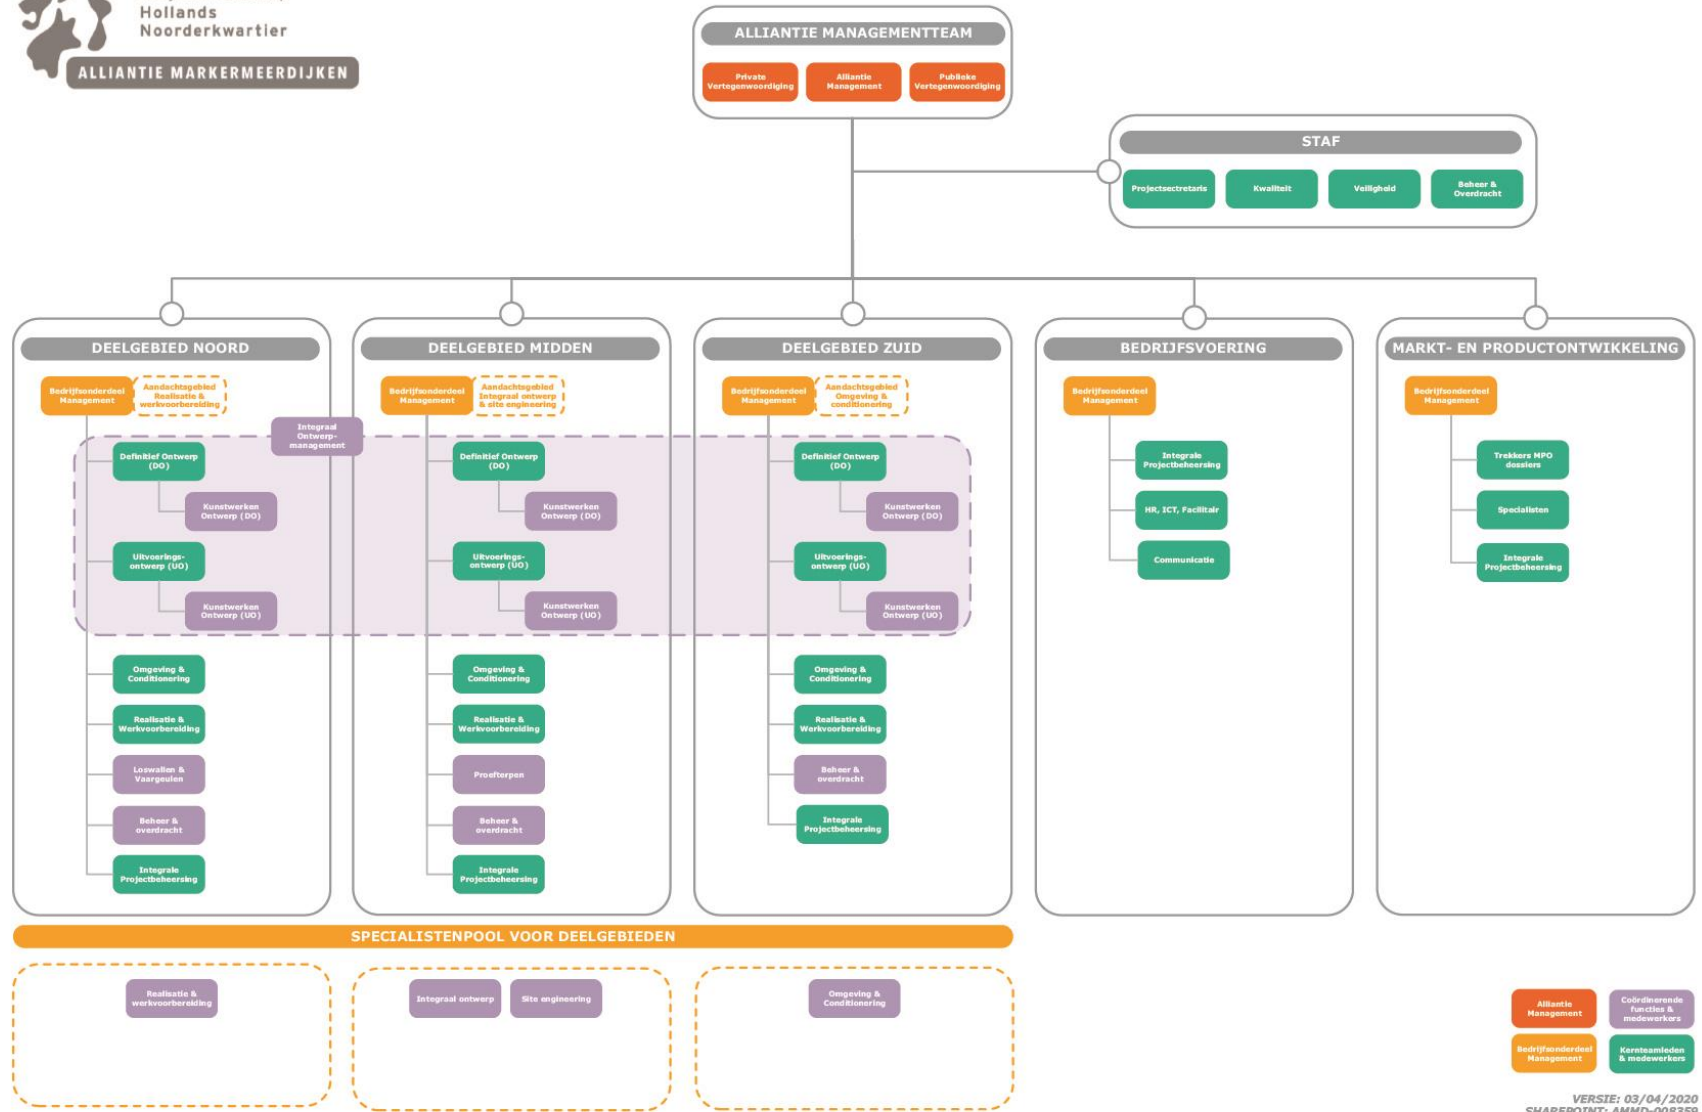 Hollands
Noorderkwartier
ALLIANTIE MARKERMEERDIJKEN
ALLIANTIE MANAGEMENTTEAM
Private
Vertegenwoordiging
Alliantie
Management
Publieke
Vertegenwoordiging
STAF
Projectsecretaris
Kwaliteit
Veiligheid
Beheer &
Overdracht
DEELGEBIED NOORD
Bedrijfsonderdeel
Management
Aandachtsgebied
Realisatie &
werkvoorbereiding
Integraal
Ontwerp-
management
Definitief Ontwerp
(DO)
Kunstwerken
Ontwerp (DO)
Uitvoerings-
ontwerp (UO)
Kunstwerken
Ontwerp (UO)
Omgeving &
Conditionering
Realisatie &
Werkvoorbereiding
Loswallen &
Vaargeulen
Beheer &
overdracht
Integrale
Projectbeheersing
DEELGEBIED MIDDEN
Bedrijfsonderdeel
Management
Aandachtsgebied
Integraal ontwerp
& site engineering
Definitief Ontwerp
(DO)
Kunstwerken
Ontwerp (DO)
Uitvoerings-
ontwerp (UO)
Kunstwerken
Ontwerp (UO)
Omgeving &
Conditionering
Realisatie &
Werkvoorbereiding
Proefterpen
Beheer &
overdracht
Integrale
Projectbeheersing
DEELGEBIED ZUID
Bedrijfsonderdeel
Management
Aandachtsgebied
Omgeving &
conditionering
Definitief Ontwerp
(DO)
Kunstwerken
Ontwerp (DO)
Uitvoerings-
ontwerp (UO)
Kunstwerken
Ontwerp (UO)
Omgeving &
Conditionering
Realisatie &
Werkvoorbereiding
Beheer &
overdracht
Integrale
Projectbeheersing
BEDRIJFSVOERING
Bedrijfsonderdeel
Management
Integrale
Projectbeheersing
HR, ICT, Facilitair
Communicatie
MARKT- EN PRODUCTONTWIKKELING
Bedrijfsonderdeel
Management
Trekkers MPO
dossiers
Specialisten
Integrale
Projectbeheersing
SPECIALISTENPOOL VOOR DEELGEBIEDEN
Realisatie &
werkvoorbereiding
Integraal ontwerp
Site engineering
Omgeving &
Conditionering
Alliantie
Management
Coördinerende
functies &
medewerkers
Bedrijfsonderdeel
Management
Kernteamleden
& medewerkers
VERSIE: 03/04/2020
SHAREPOINT: AMMD-008359